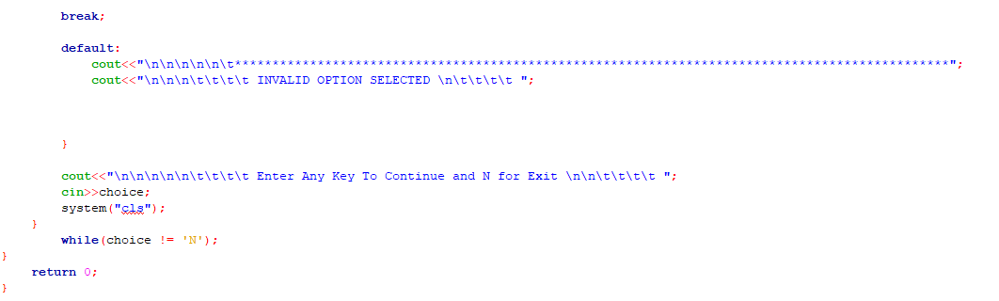 break;
default:
cout<<"\n\n\n\n\n\t***********************************************************************************************";
cout<<"\n\n\n\t\t\t\t INVALID OPTION SELECTED \n\t\t\t\t ";
}
cout<<"\n\n\n\n\n\t\t\t\t Enter Any Key To Continue and N for Exit \n\n\t\t\t\t ";
cin>>choice;
system("cls");
}
while(choice != 'N');
}
return 0;
}